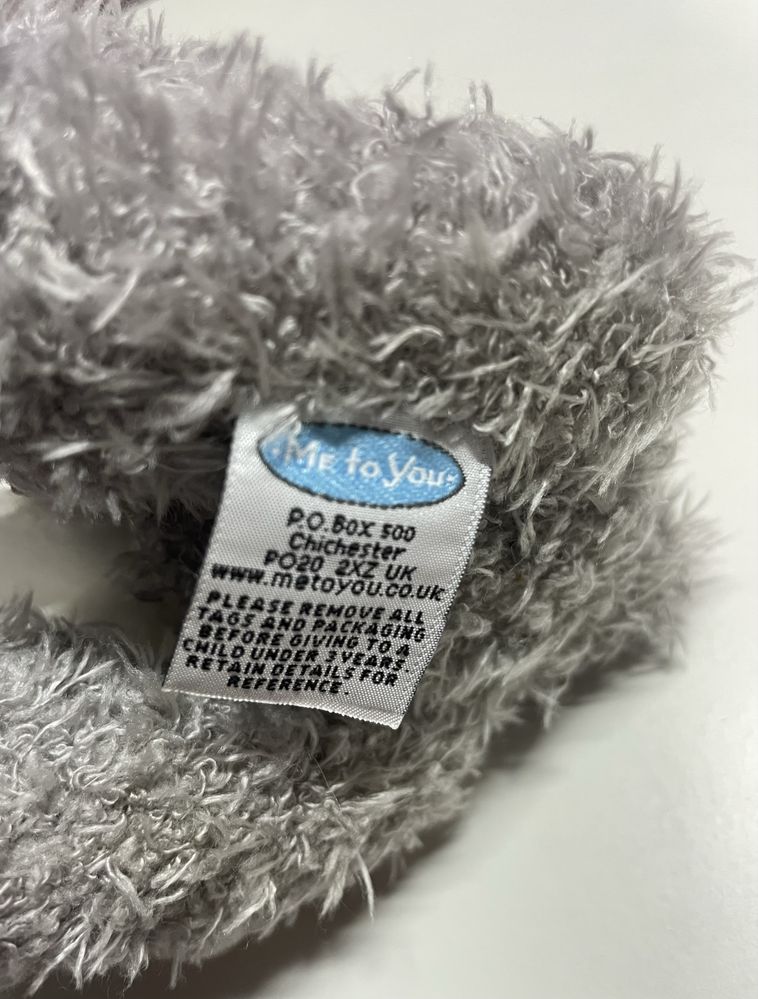 Me to You
P.O.BOX 500
Chichester
PO20 2XZ UK
www.metoyou.co.uk
PLEASE REMOVE ALL
TAGS AND PACKAGING
BEFORE GIVING TO A
CHILD UNDER 3 YEARS.
RETAIN DETAILS FOR
REFERENCE.